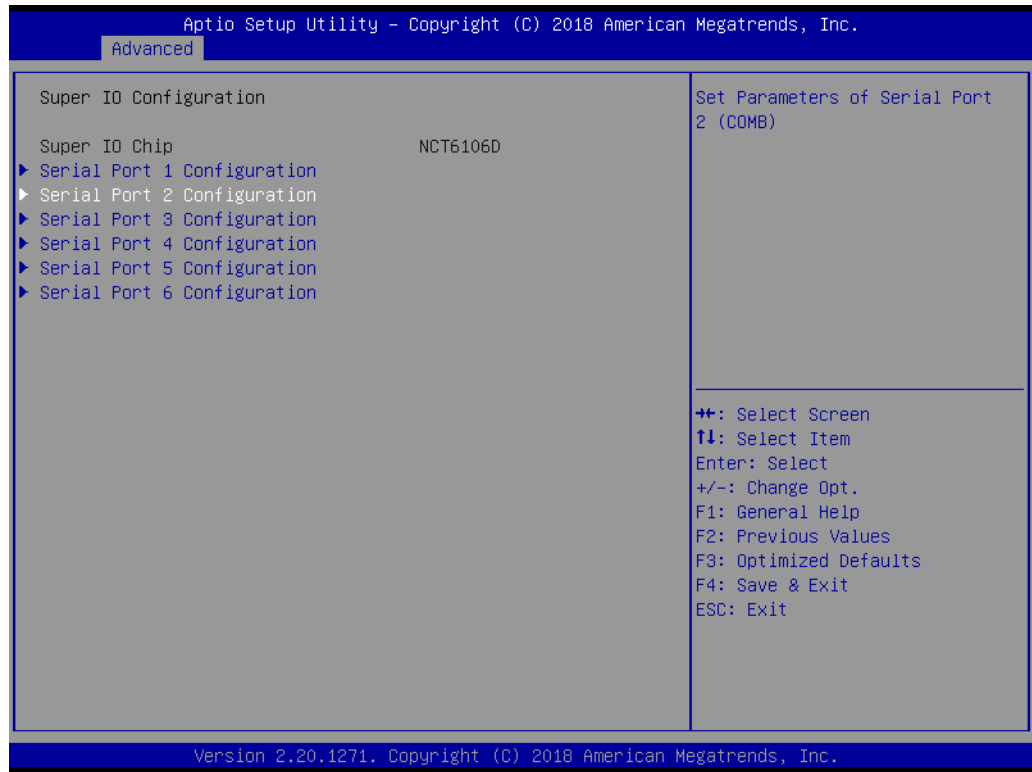 Aptio Setup Utility – Copyright (C) 2018 American Megatrends, Inc.
Advanced
Super IO Configuration
Super IO Chip NCT6106D
▶ Serial Port 1 Configuration
▶ Serial Port 2 Configuration
▶ Serial Port 3 Configuration
▶ Serial Port 4 Configuration
▶ Serial Port 5 Configuration
▶ Serial Port 6 Configuration
Set Parameters of Serial Port
2 (COMB)
→←: Select Screen
↑↓: Select Item
Enter: Select
+/-: Change Opt.
F1: General Help
F2: Previous Values
F3: Optimized Defaults
F4: Save & Exit
ESC: Exit
Version 2.20.1271. Copyright (C) 2018 American Megatrends, Inc.